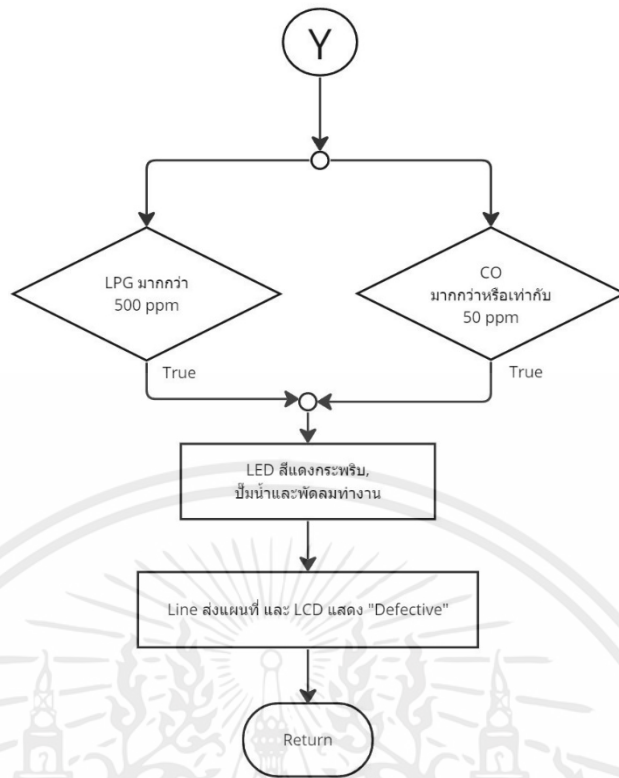 Y
LPG มากกว่า
500 ppm
CO
มากกว่าหรือเท่ากับ
50 ppm
True
True
LED สีแดงกระพริบ,
ปั๊มน้ำและพัดลมทำงาน
Line ส่งแผนที่ และ LCD แสดง "Defective"
Return